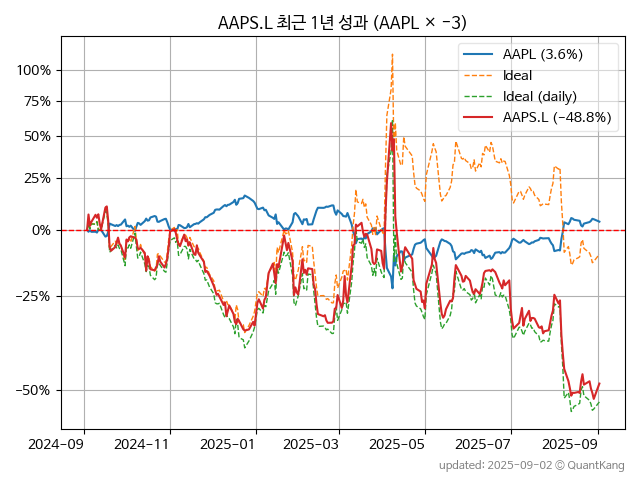 AAPS.L 최근 1년 성과 (AAPL × −3)
AAPL (3.6%)
Ideal
Ideal (daily)
AAPS.L (−48.8%)
100%
75%
50%
25%
0%
−25%
−50%
2024-09
2024-11
2025-01
2025-03
2025-05
2025-07
2025-09
updated: 2025-09-02 © QuantKang